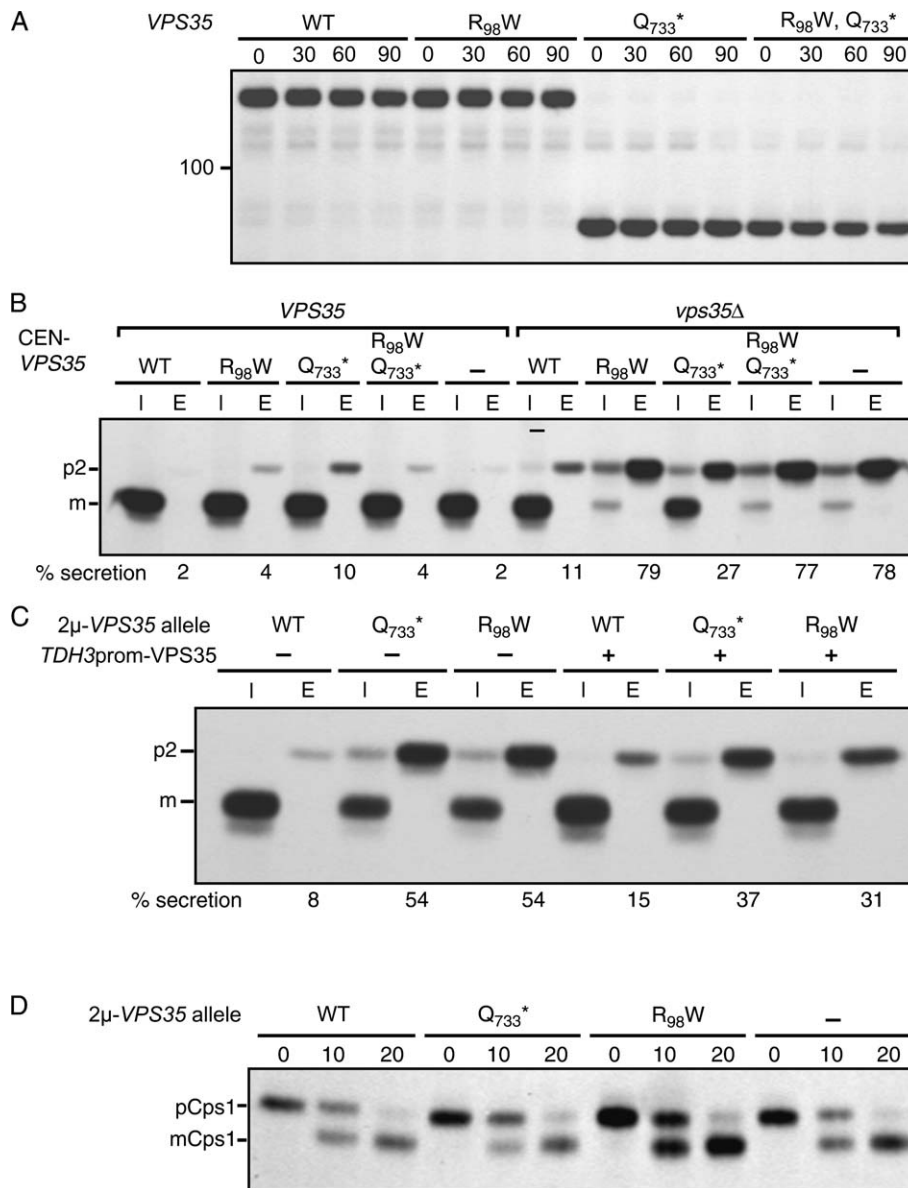 A
VPS35 WT R98W Q733* R98W, Q733*
0 30 60 90 0 30 60 90 0 30 60 90 0 30 60 90
100
B
VPS35 vps35Δ
CEN-VPS35 WT R98W Q733* R98W Q733* – WT R98W Q733* R98W Q733* –
I E I E I E I E I E I E I E I E I E I E
–
p2
m
% secretion 2 4 10 4 2 11 79 27 77 78
C
2μ-VPS35 allele WT Q733* R98W WT Q733* R98W
TDH3prom-VPS35 – – – + + +
I E I E I E I E I E I E
p2
m
% secretion 8 54 54 15 37 31
D
2μ-VPS35 allele WT Q733* R98W –
0 10 20 0 10 20 0 10 20 0 10 20
pCps1
mCps1